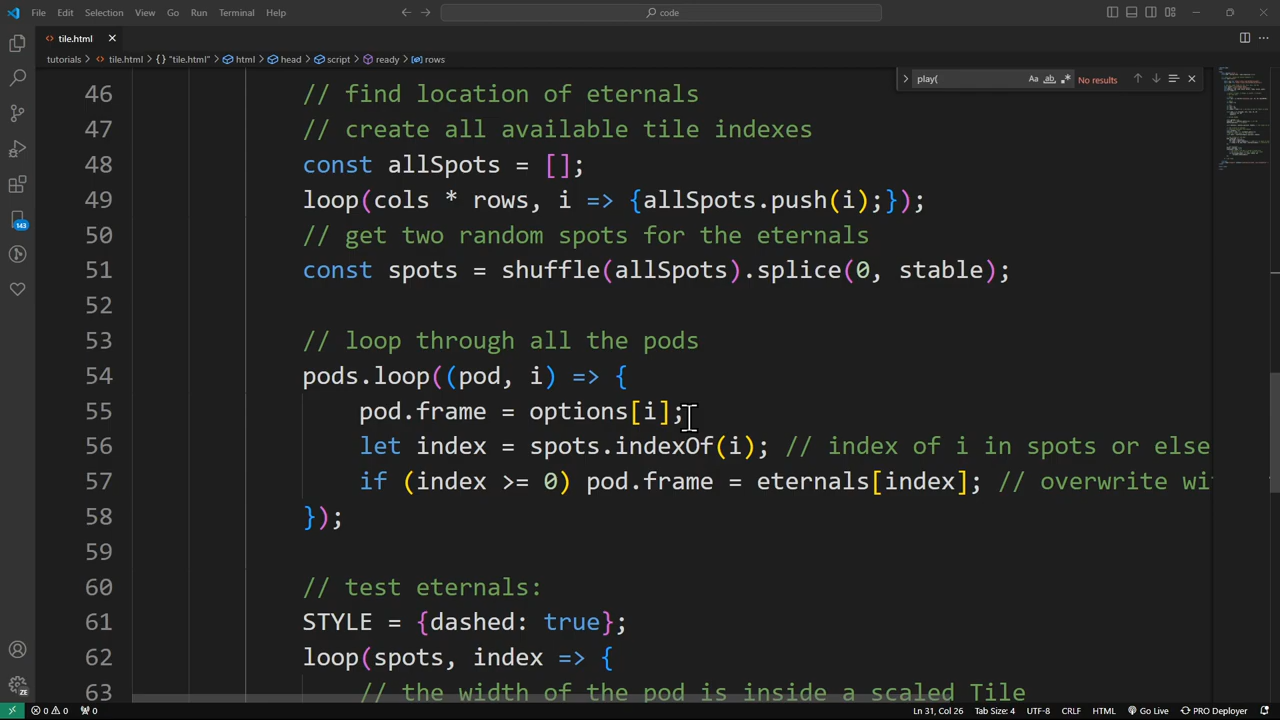 File Edit Selection View Go Run Terminal Help
code
tile.html
tutorials > tile.html > "tile.html" > html > head > script > ready > rows
play(
Aa ab
No results
46 // find location of eternals
47 // create all available tile indexes
48 const allSpots = [];
49 loop(cols * rows, i => {allSpots.push(i);});
50 // get two random spots for the eternals
51 const spots = shuffle(allSpots).splice(0, stable);
52
53 // loop through all the pods
54 pods.loop((pod, i) => {
55 pod.frame = options[i];
56 let index = spots.indexOf(i); // index of i in spots or else
57 if (index >= 0) pod.frame = eternals[index]; // overwrite wi
58 });
59
60 // test eternals:
61 STYLE = {dashed: true};
62 loop(spots, index => {
63 // the width of the pod is inside a scaled Tile
143
ZE
0 0 0 Ln 31, Col 26 Tab Size: 4 UTF-8 CRLF HTML Go Live PRO Deployer